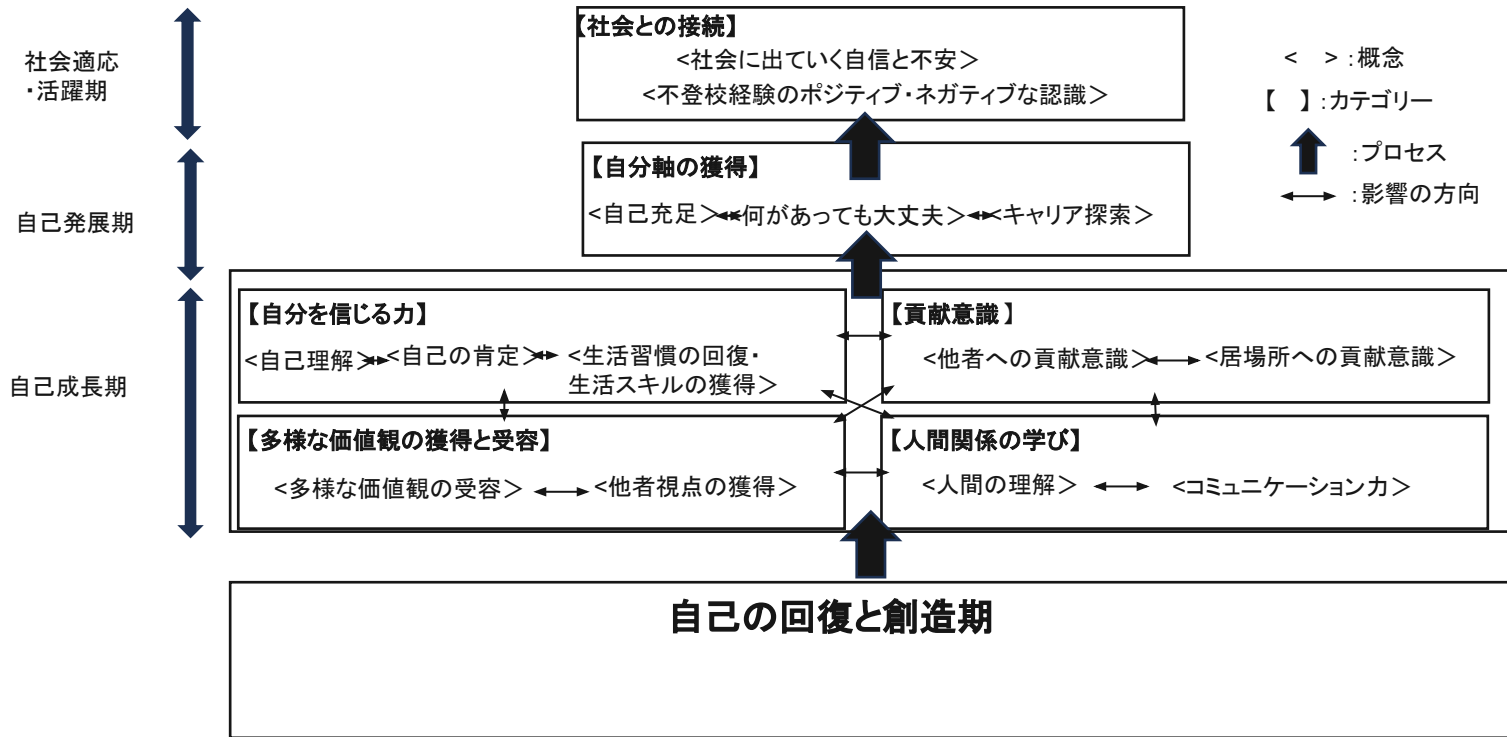 【社会との接続】
<社会に出ていく自信と不安＞
<不登校経験のポジティブ・ネガティブな認識＞
社会適応
・活躍期
<　＞：概念
【　】：カテゴリー
：プロセス
：影響の方向
【自分軸の獲得】
<自己充足＞
<何があっても大丈夫＞
<キャリア探索＞
自己発展期
【自分を信じる力】
<自己理解＞
<自己の肯定＞
<生活習慣の回復・
生活スキルの獲得＞
【貢献意識】
<他者への貢献意識＞
<居場所への貢献意識＞
自己成長期
【多様な価値観の獲得と受容】
<多様な価値観の受容＞
<他者視点の獲得＞
【人間関係の学び】
<人間の理解＞
<コミュニケーション力＞
自己の回復と創造期